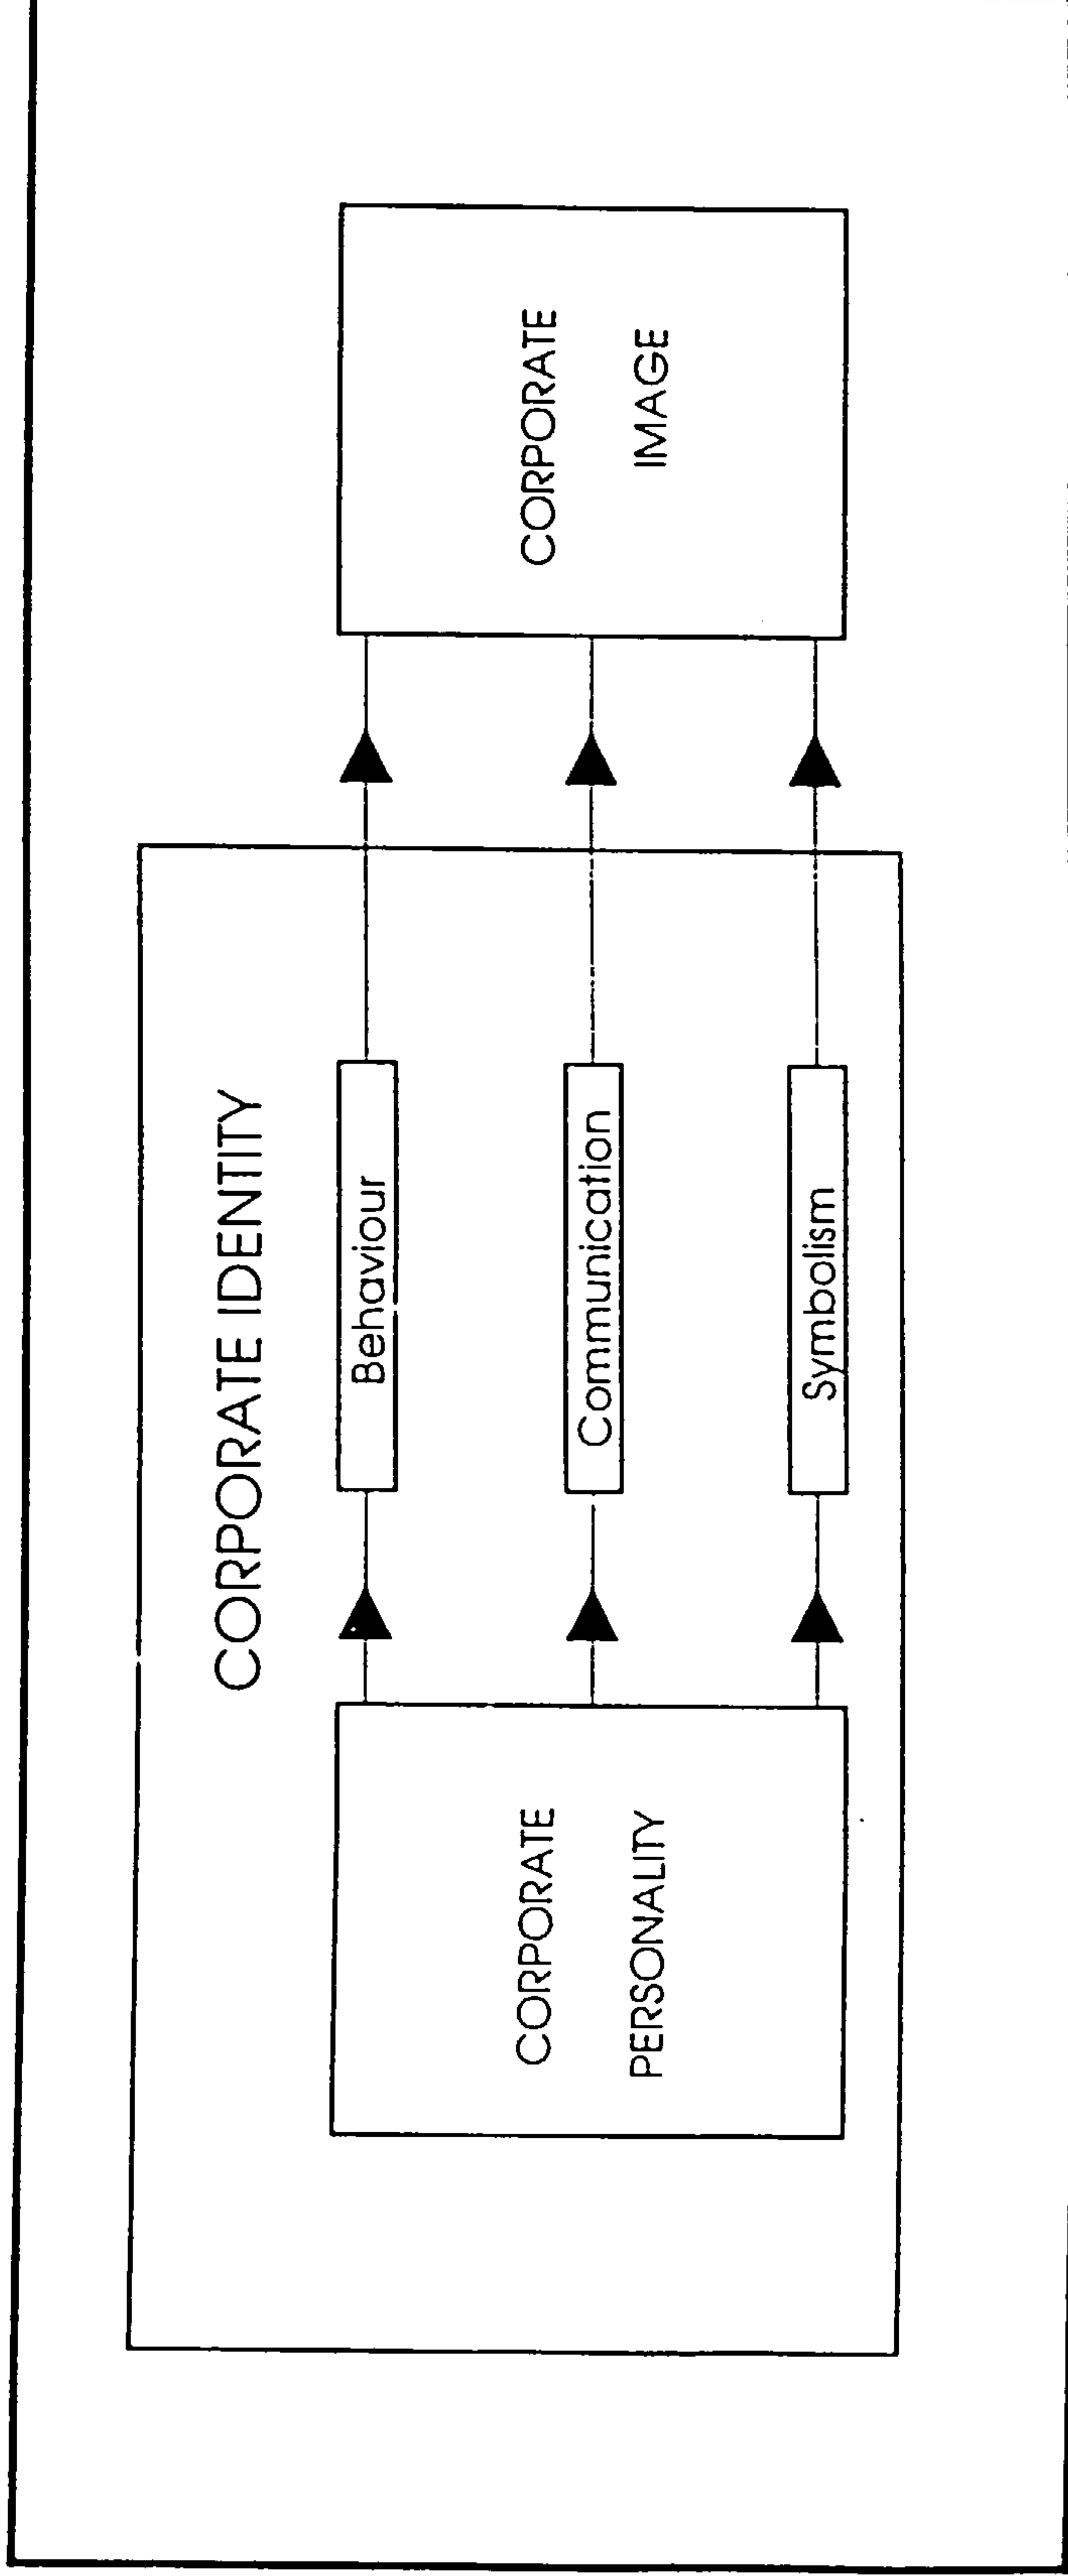 CORPORATE IDENTITY
CORPORATE
PERSONALITY
Behaviour
Communication
Symbolism
CORPORATE
IMAGE